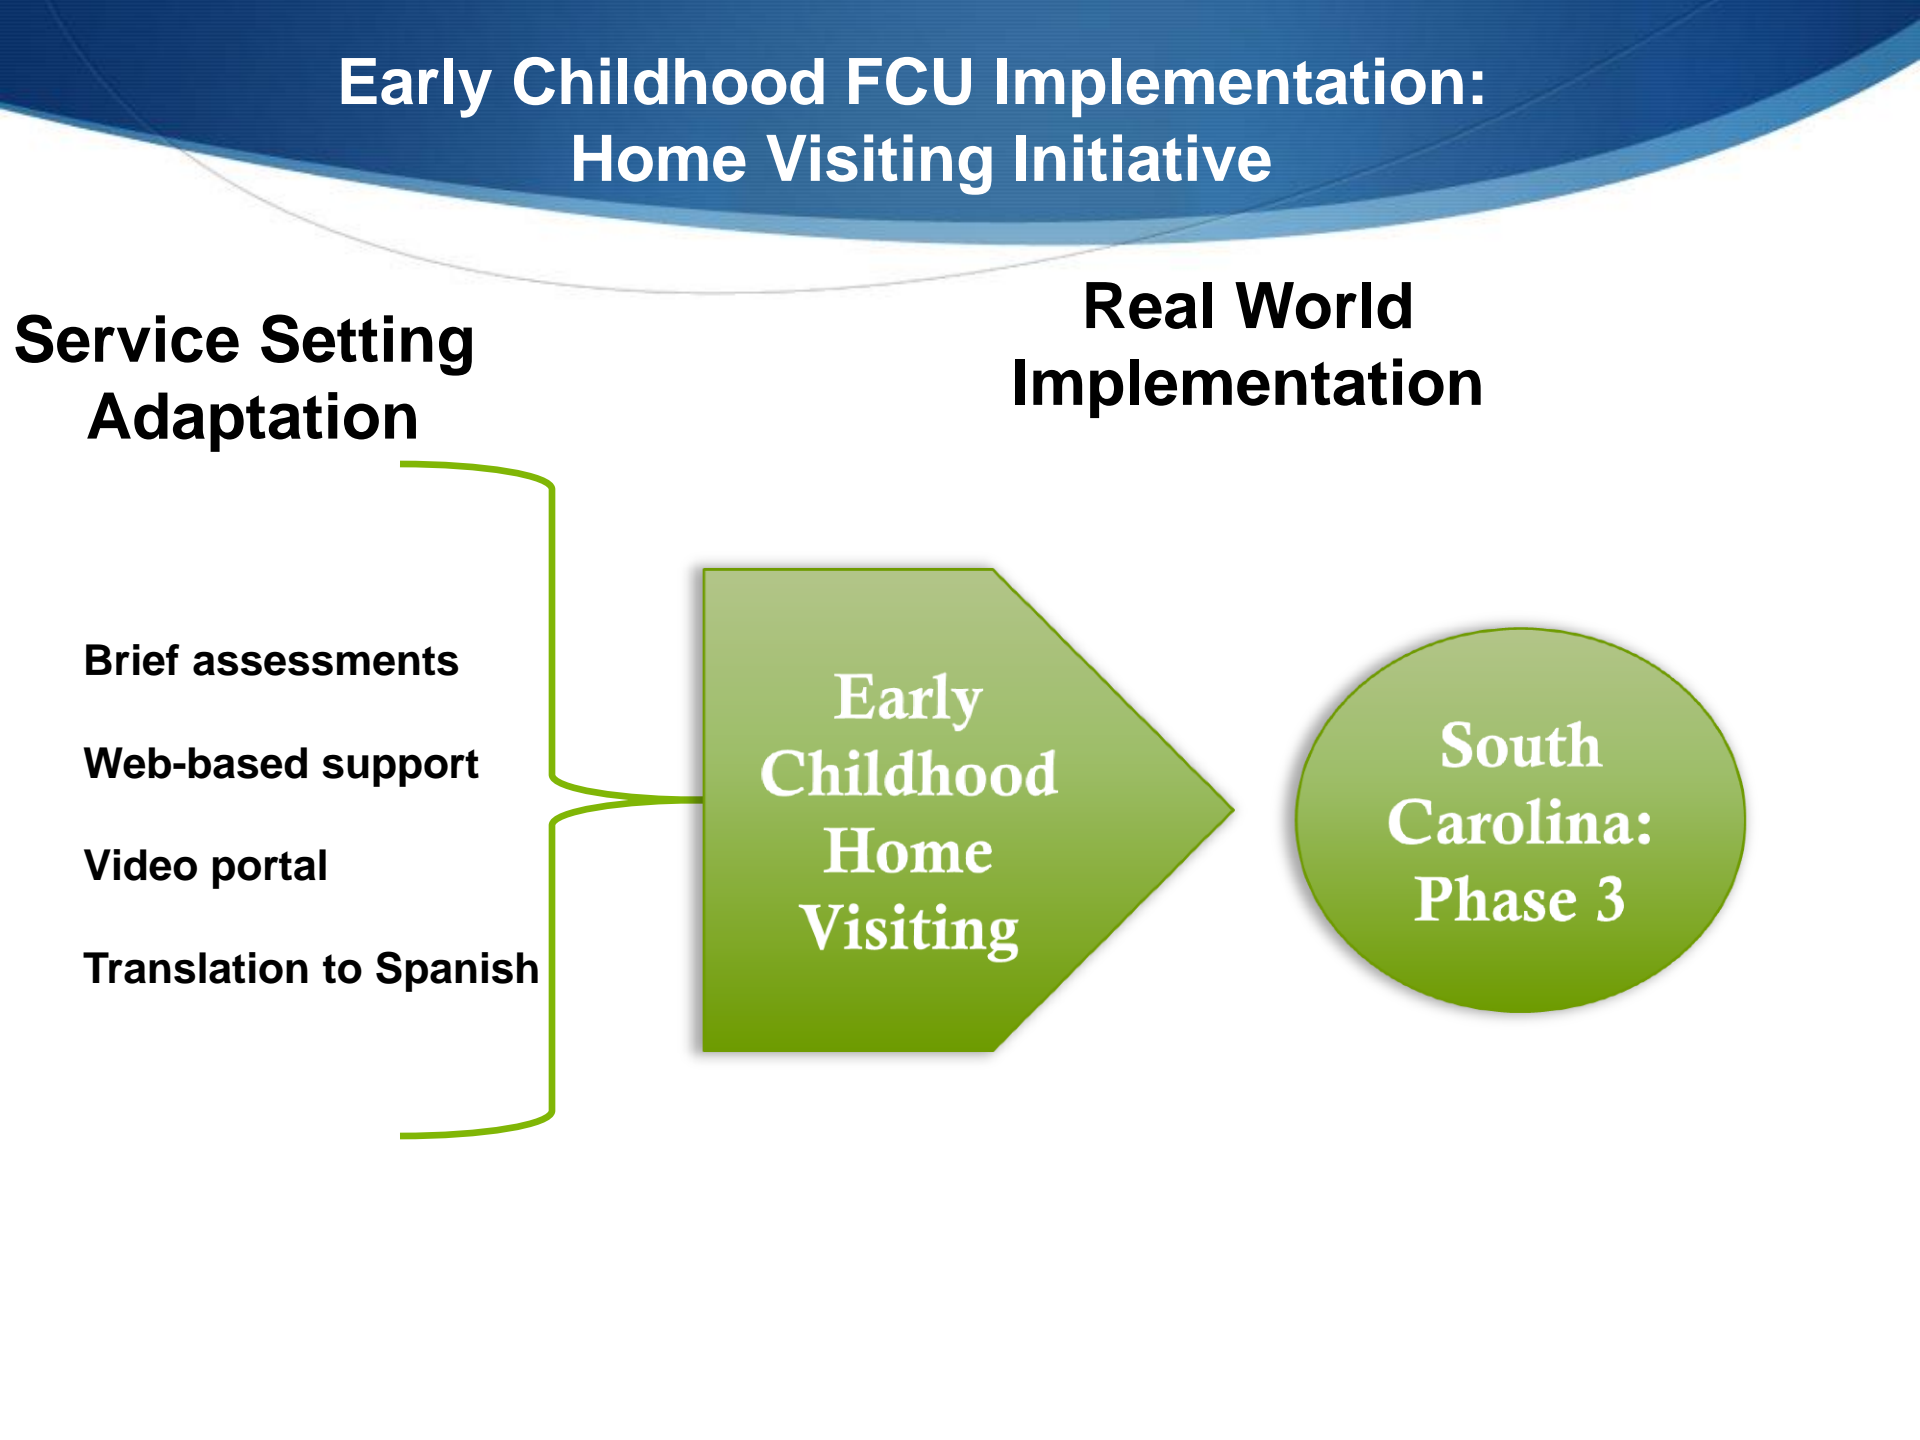 Early Childhood FCU Implementation:
Home Visiting Initiative
Service Setting
Adaptation
Real World
Implementation
Brief assessments
Web-based support
Video portal
Translation to Spanish
Early
Childhood
Home
Visiting
South
Carolina:
Phase 3